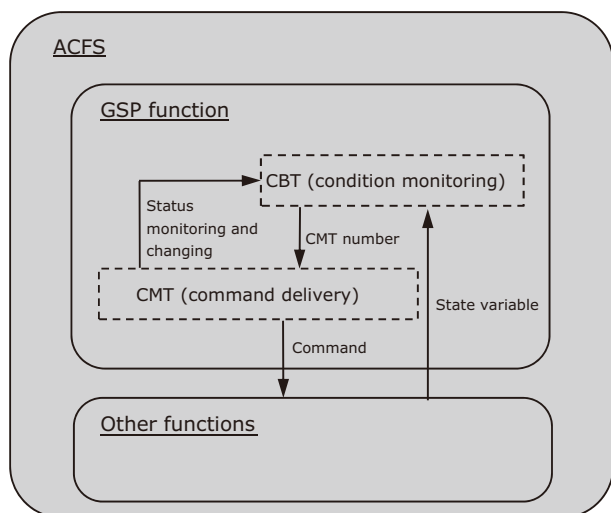 ACFS
GSP function
CBT (condition monitoring)
Status
monitoring and
changing
CMT number
CMT (command delivery)
State variable
Command
Other functions